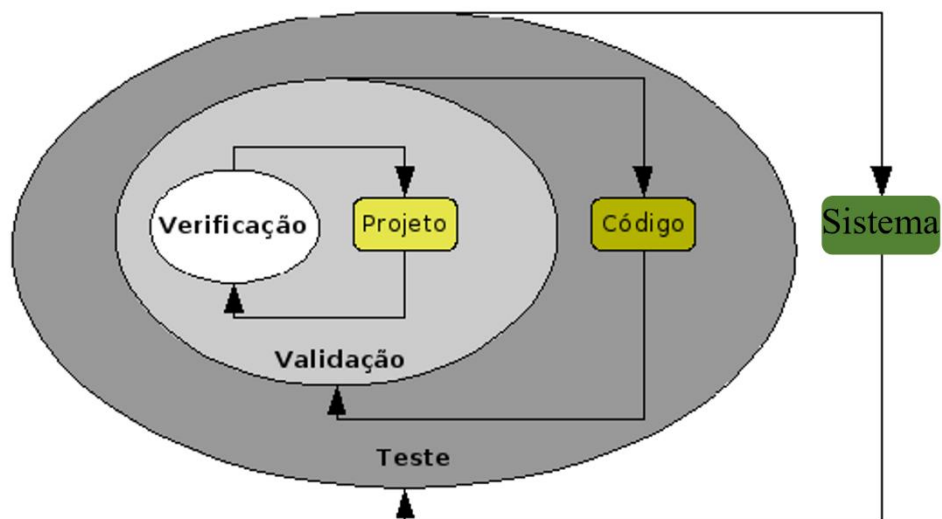 Verificação
Projeto
Código
Sistema
Validação
Teste